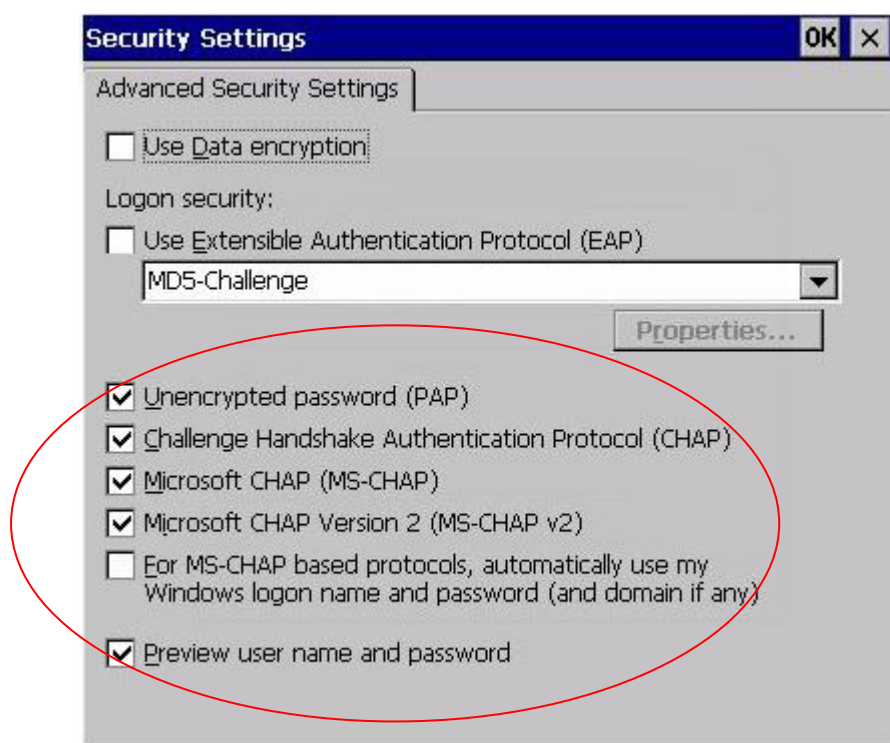 Security Settings OK ×
Advanced Security Settings
Use Data encryption
Logon security:
Use Extensible Authentication Protocol (EAP)
MD5-Challenge
Properties...
Unencrypted password (PAP)
Challenge Handshake Authentication Protocol (CHAP)
Microsoft CHAP (MS-CHAP)
Microsoft CHAP Version 2 (MS-CHAP v2)
For MS-CHAP based protocols, automatically use my
Windows logon name and password (and domain if any)
Preview user name and password